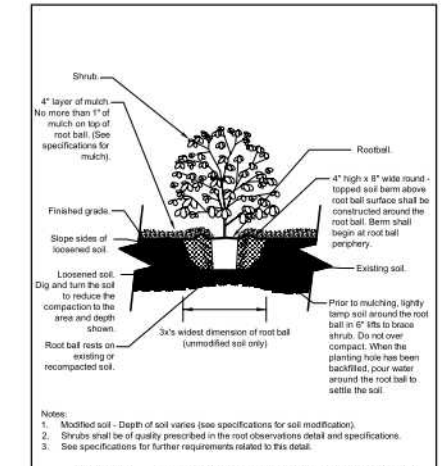 Shrub.
4" layer of mulch.
No more than 1" of
mulch on top of
root ball. (See
specifications for
mulch).
Finished grade.
Slope sides of
loosened soil.
Loosened soil.
Dig and turn the soil
to reduce the
compaction to the
area and depth
shown.
Root ball rests on
existing or
recompacted soil.
3x's widest dimension of root ball
(unmodified soil only)
Rootball.
4" high x 8" wide round -
topped soil berm above
root ball surface shall be
constructed around the
root ball. Berm shall
begin at root ball
periphery.
Existing soil.
Prior to mulching, lightly
tamp soil around the root
ball in 6" lifts to brace
shrub. Do not over
compact. When the
planting hole has been
backfilled, pour water
around the root ball to
settle the soil.
Notes:
1. Modified soil - Depth of soil varies (see specifications for soil modification).
2. Shrubs shall be of quality prescribed in the root observations detail and specifications.
3. See specifications for further requirements related to this detail.